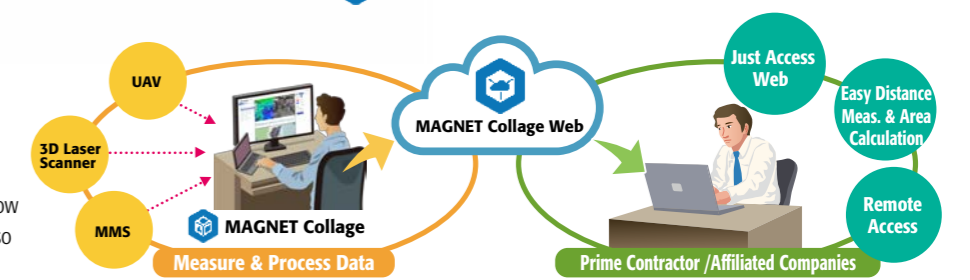 UAV
3D Laser
Scanner
MMS
MAGNET Collage
Measure & Process Data
MAGNET Collage Web
Just Access
Web
Easy Distance
Meas. & Area
Calculation
Remote
Access
Prime Contractor /Affiliated Companies